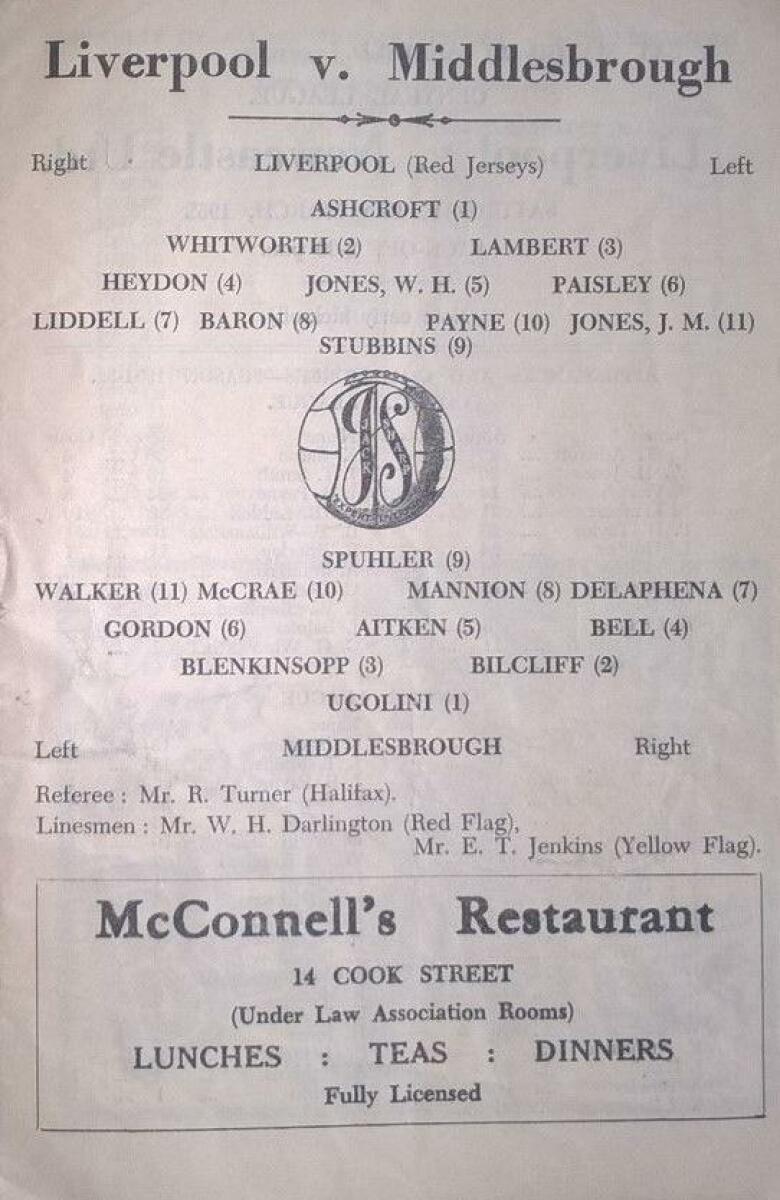 Liverpool v. Middlesbrough
Right LIVERPOOL (Red Jerseys) Left
ASHCROFT (1)
WHITWORTH (2) LAMBERT (3)
HEYDON (4) JONES, W. H. (5) PAISLEY (6)
LIDDELL (7) BARON (8) PAYNE (10) JONES, J. M. (11)
STUBBINS (9)
JACK
EXPERT
SPUHLER (9)
WALKER (11) McCRAE (10) MANNION (8) DELAPHENA (7)
GORDON (6) AITKEN (5) BELL (4)
BLENKINSOPP (3) BILCLIFF (2)
UGOLINI (1)
Left MIDDLESBROUGH Right
Referee : Mr. R. Turner (Halifax).
Linesmen : Mr. W. H. Darlington (Red Flag),
Mr. E. T. Jenkins (Yellow Flag).
McConnell's Restaurant
14 COOK STREET
(Under Law Association Rooms)
LUNCHES : TEAS : DINNERS
Fully Licensed